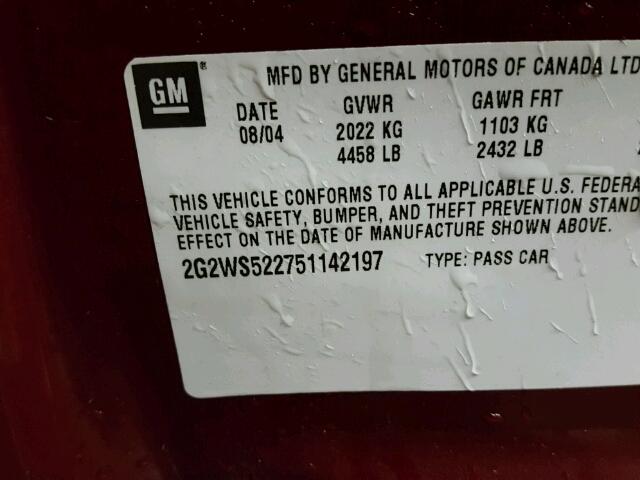 GM ®
MFD BY GENERAL MOTORS OF CANADA LTD
DATE GVWR GAWR FRT
08/04 2022 KG 1103 KG
4458 LB 2432 LB
THIS VEHICLE CONFORMS TO ALL APPLICABLE U.S. FEDERA
VEHICLE SAFETY, BUMPER, AND THEFT PREVENTION STAND
EFFECT ON THE DATE OF MANUFACTURE SHOWN ABOVE.
2G2WS522751142197 TYPE: PASS CAR